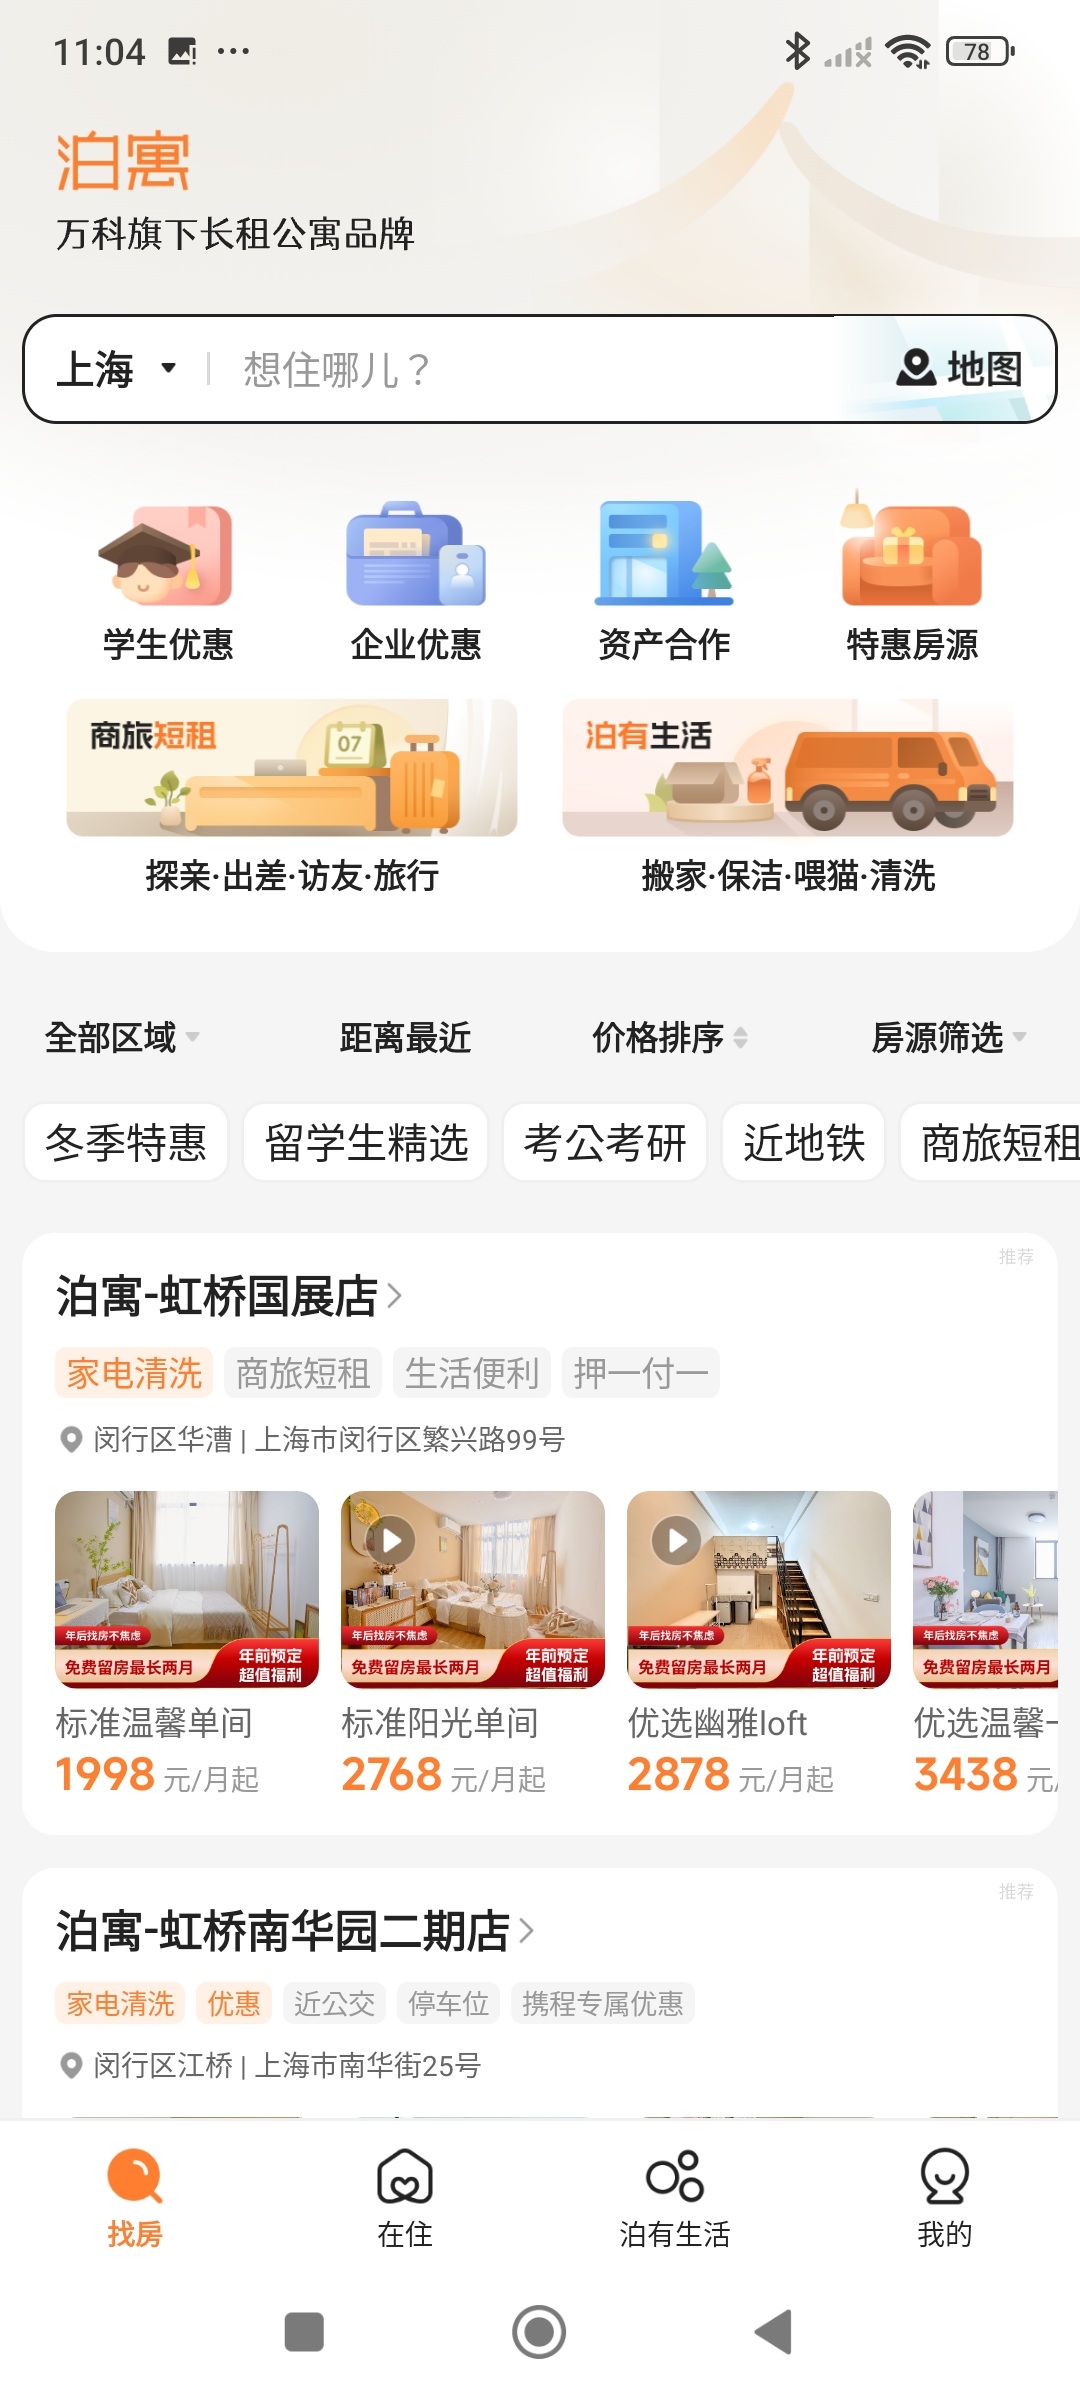 11:04
78
泊寓
万科旗下长租公寓品牌
上海 想住哪儿？ 地图
学生优惠 企业优惠 资产合作 特惠房源
商旅短租 泊有生活
07
探亲·出差·访友·旅行 搬家·保洁·喂猫·清洗
全部区域 距离最近 价格排序 房源筛选
冬季特惠 留学生精选 考公考研 近地铁 商旅短租
推荐
泊寓-虹桥国展店
家电清洗 商旅短租 生活便利 押一付一
闵行区华漕 | 上海市闵行区繁兴路99号
年后找房不焦虑 年后找房不焦虑 年后找房不焦虑 年后找房不焦虑
免费留房最长两月 年前预定 超值福利 免费留房最长两月 年前预定 超值福利 免费留房最长两月 年前预定 超值福利 免费留房最长两月
标准温馨单间 标准阳光单间 优选幽雅loft 优选温馨一
1998 元/月起 2768 元/月起 2878 元/月起 3438 元/
推荐
泊寓-虹桥南华园二期店
家电清洗 优惠 近公交 停车位 携程专属优惠
闵行区江桥 | 上海市南华街25号
找房 在住 泊有生活 我的